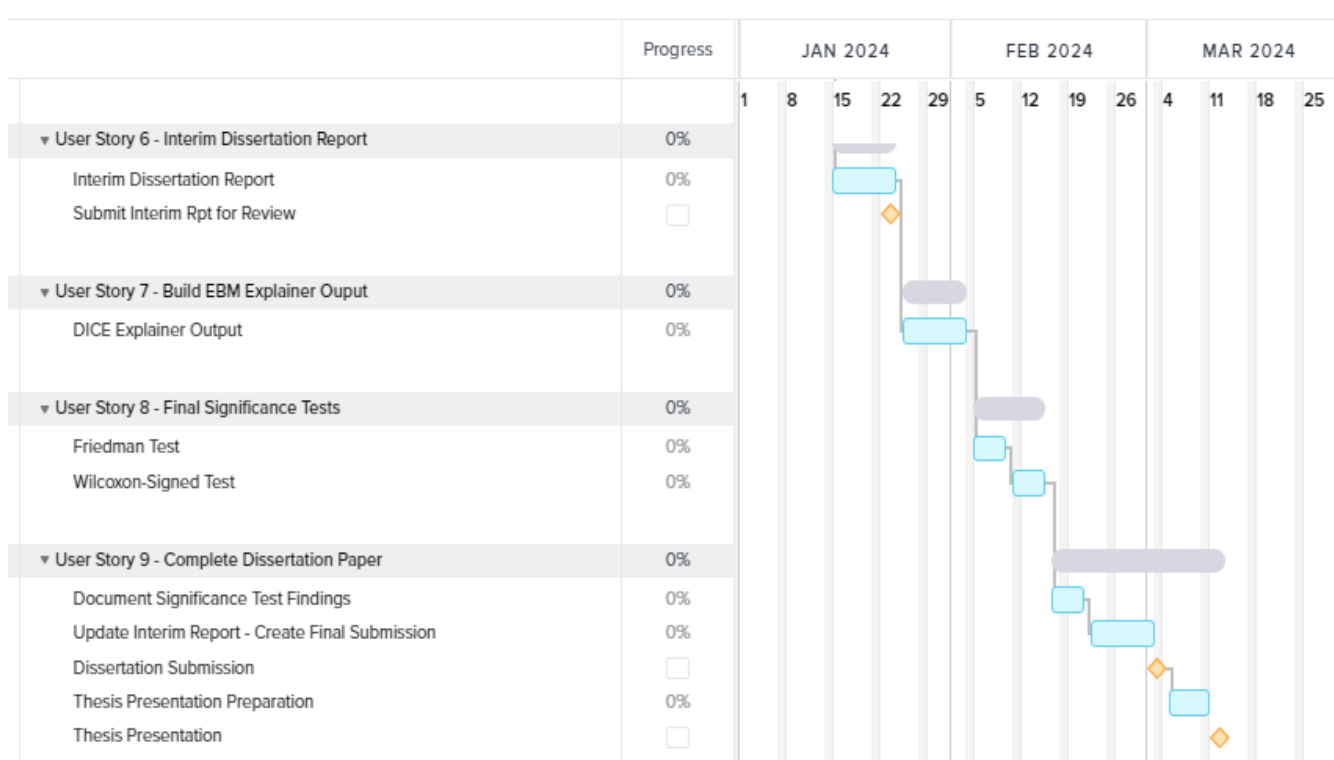 Progress JAN 2024 FEB 2024 MAR 2024
1 8 15 22 29 5 12 19 26 4 11 18 25
User Story 6 - Interim Dissertation Report 0%
Interim Dissertation Report 0%
Submit Interim Rpt for Review
User Story 7 - Build EBM Explainer Ouput 0%
DICE Explainer Output 0%
User Story 8 - Final Significance Tests 0%
Friedman Test 0%
Wilcoxon-Signed Test 0%
User Story 9 - Complete Dissertation Paper 0%
Document Significance Test Findings 0%
Update Interim Report - Create Final Submission 0%
Dissertation Submission
Thesis Presentation Preparation 0%
Thesis Presentation